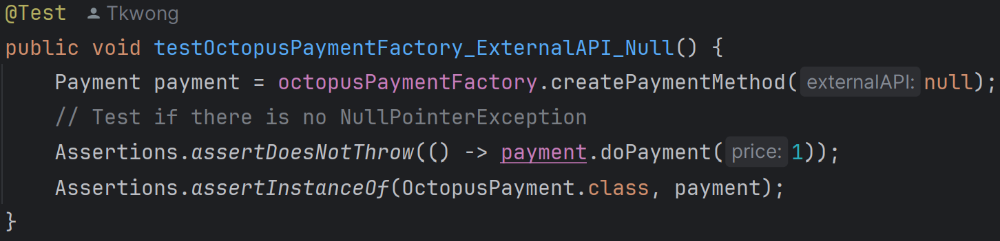 @Test Tkwong
public void testOctopusPaymentFactory_ExternalAPI_Null() {
    Payment payment = octopusPaymentFactory.createPaymentMethod( externalAPI: null);
    // Test if there is no NullPointerException
    Assertions.assertDoesNotThrow(() -> payment.doPayment( price: 1));
    Assertions.assertInstanceOf(OctopusPayment.class, payment);
}